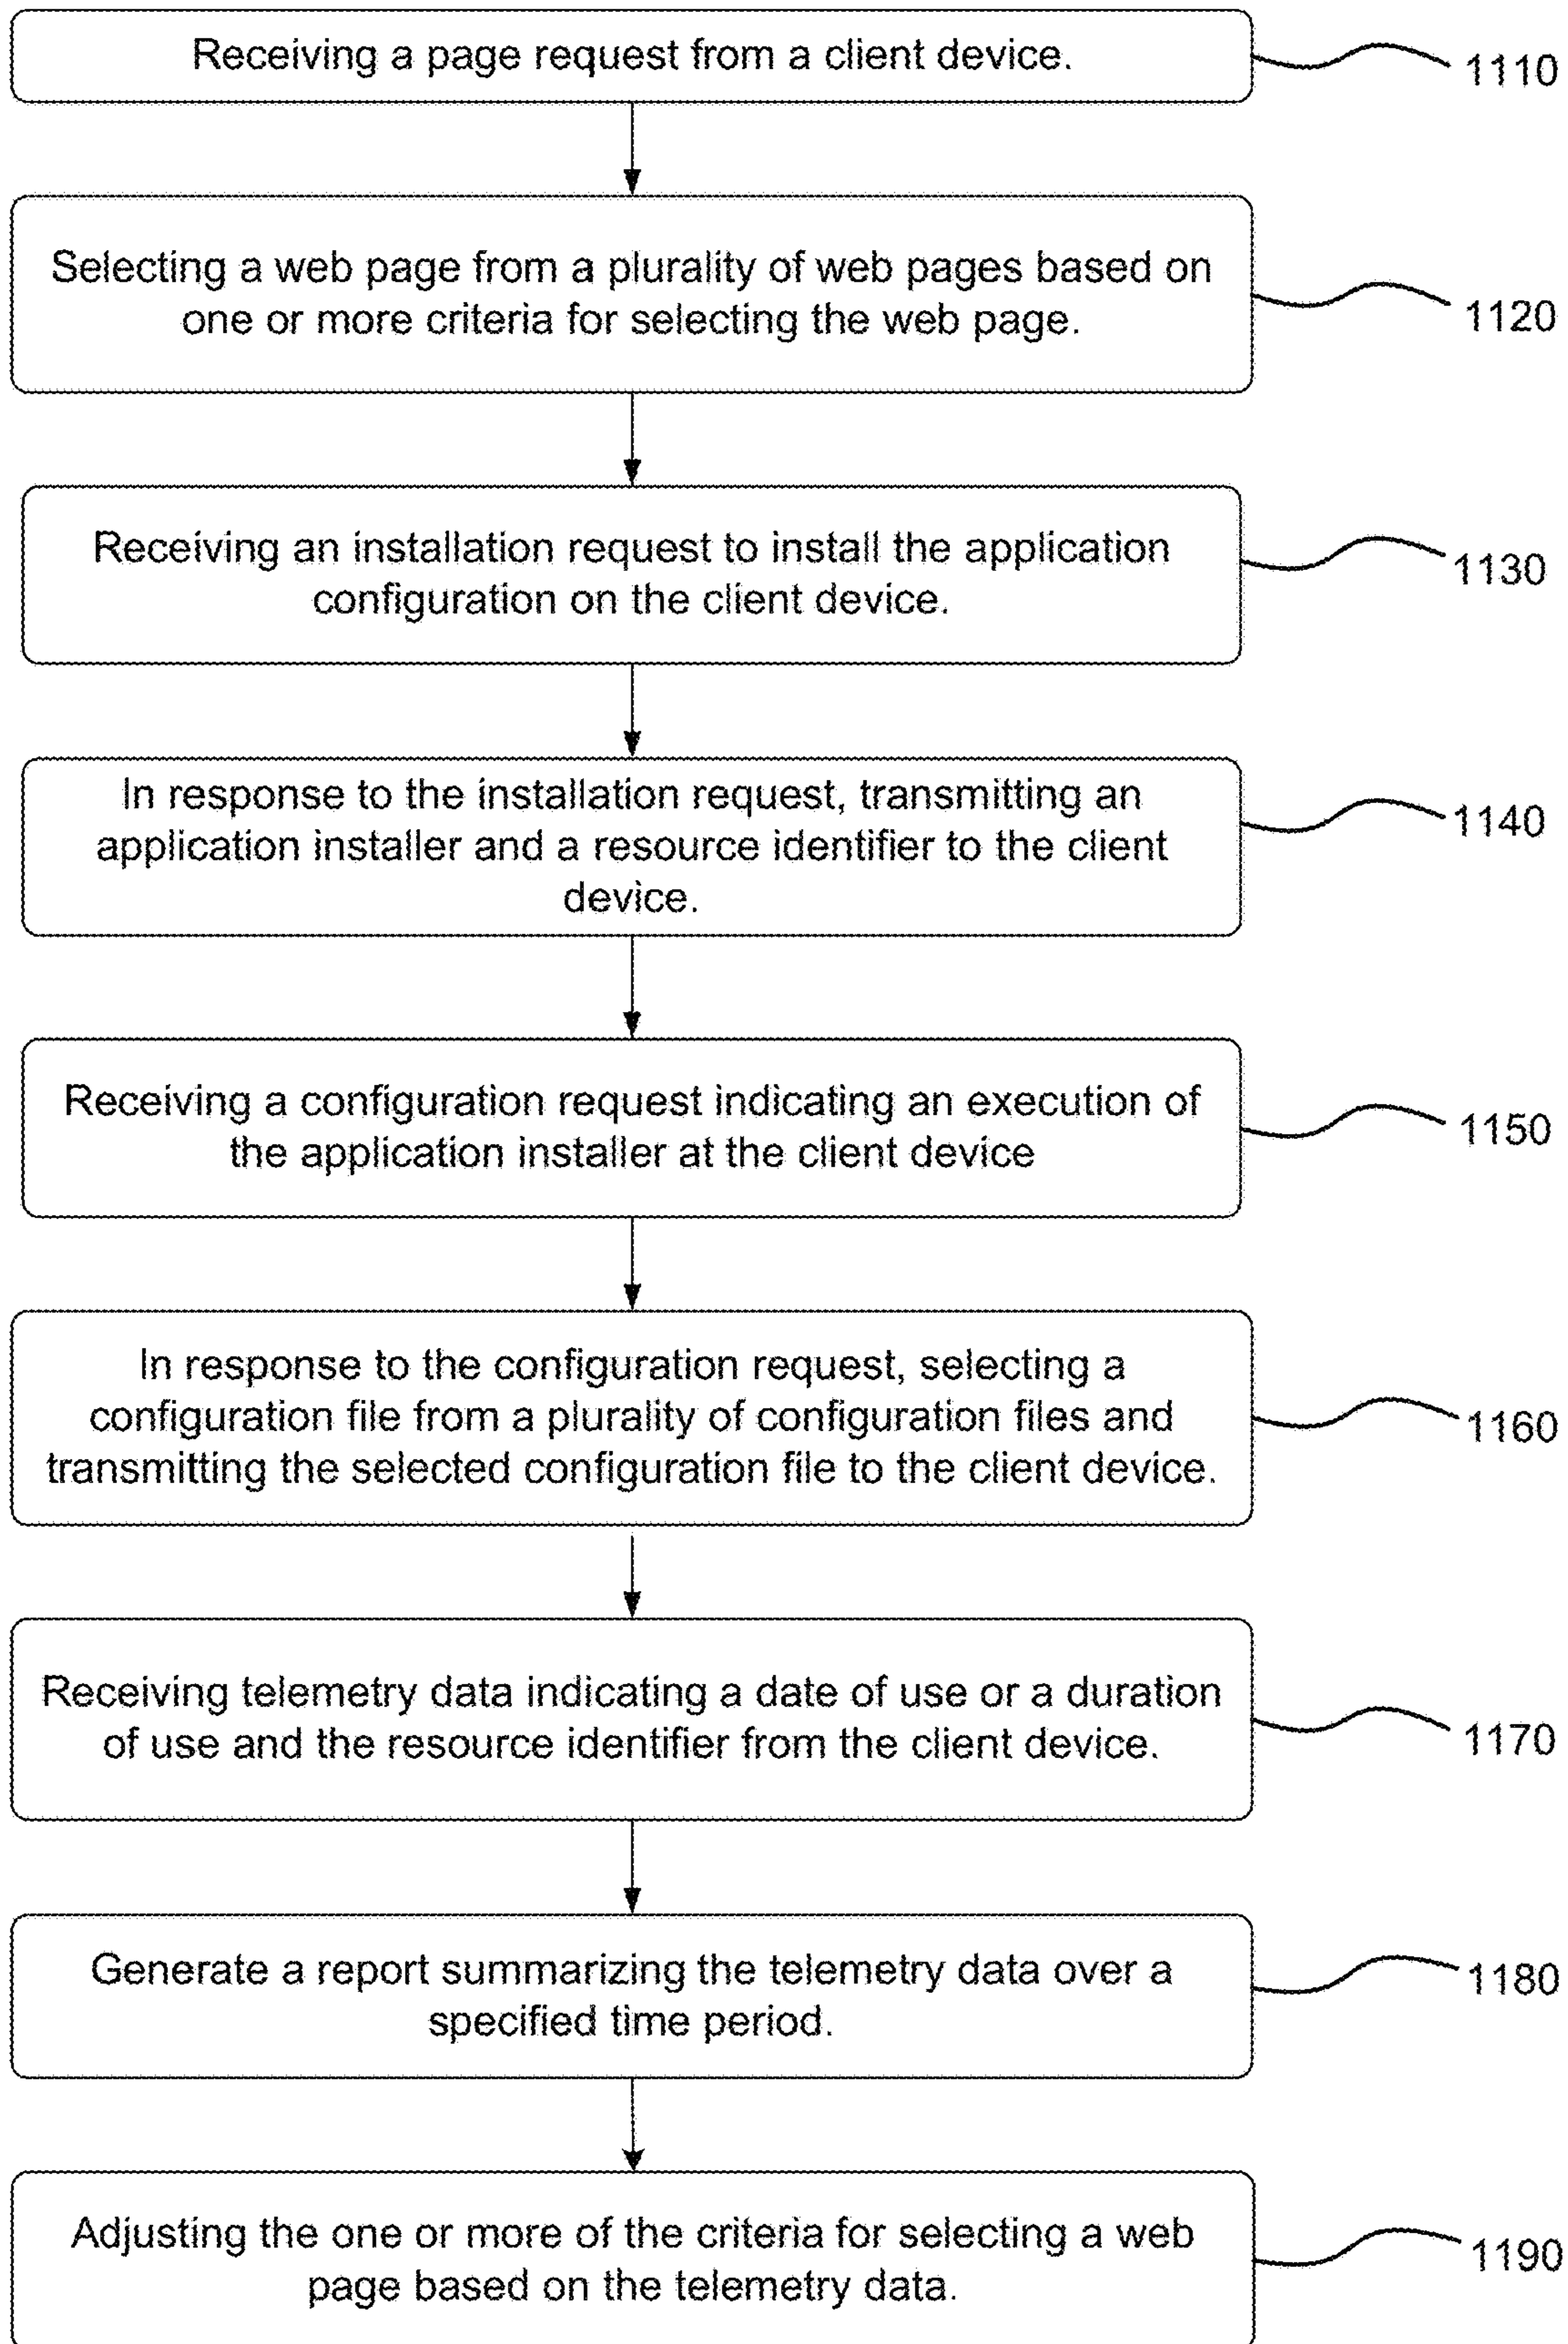 Receiving a page request from a client device.
1110
Selecting a web page from a plurality of web pages based on
one or more criteria for selecting the web page.
1120
Receiving an installation request to install the application
configuration on the client device.
1130
In response to the installation request, transmitting an
application installer and a resource identifier to the client
device.
1140
Receiving a configuration request indicating an execution of
the application installer at the client device
1150
In response to the configuration request, selecting a
configuration file from a plurality of configuration files and
transmitting the selected configuration file to the client device.
1160
Receiving telemetry data indicating a date of use or a duration
of use and the resource identifier from the client device.
1170
Generate a report summarizing the telemetry data over a
specified time period.
1180
Adjusting the one or more of the criteria for selecting a web
page based on the telemetry data.
1190